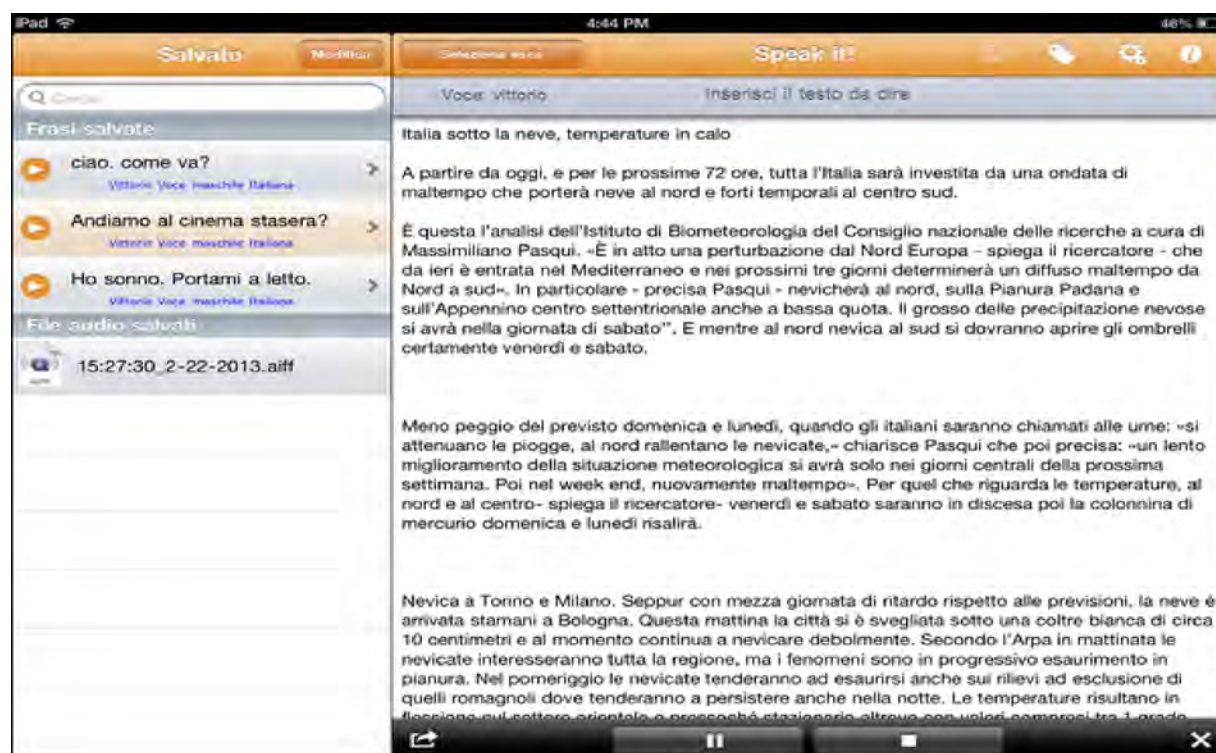 iPad
4:44 PM
46%
Salvato
Modifica
Cerca
Frasi salvate
ciao. come va?
Vittorio Voce maschile Italiana
Andiamo al cinema stasera?
Vittorio Voce maschile Italiana
Ho sonno. Portami a letto.
Vittorio Voce maschile Italiana
File audio salvati
15:27:30_2-22-2013.aiff
Seleziona voce
Speak it!
Voce: vittorio
Inserisci il testo da dire
Italia sotto la neve, temperature in calo
A partire da oggi, e per le prossime 72 ore, tutta l'Italia sarà investita da una ondata di
maltempo che porterà neve al nord e forti temporali al centro sud.
È questa l'analisi dell'Istituto di Biometeorologia del Consiglio nazionale delle ricerche a cura di
Massimiliano Pasqui. «È in atto una perturbazione dal Nord Europa - spiega il ricercatore - che
da ieri è entrata nel Mediterraneo e nei prossimi tre giorni determinerà un diffuso maltempo da
Nord a sud». In particolare - precisa Pasqui - nevicherà al nord, sulla Pianura Padana e
sull'Appennino centro settentrionale anche a bassa quota. Il grosso delle precipitazione nevose
si avrà nella giornata di sabato'". E mentre al nord nevica al sud si dovranno aprire gli ombrelli
certamente venerdì e sabato.
Meno peggio del previsto domenica e lunedì, quando gli italiani saranno chiamati alle urne: «si
attenuano le piogge, al nord rallentano le nevicate,» chiarisce Pasqui che poi precisa: «un lento
miglioramento della situazione meteorologica si avrà solo nei giorni centrali della prossima
settimana. Poi nel week end, nuovamente maltempo». Per quel che riguarda le temperature, al
nord e al centro- spiega il ricercatore- venerdì e sabato saranno in discesa poi la colonnina di
mercurio domenica e lunedì risalirà.
Nevica a Torino e Milano. Seppur con mezza giornata di ritardo rispetto alle previsioni, la neve è
arrivata stamani a Bologna. Questa mattina la città si è svegliata sotto una coltre bianca di circa
10 centimetri e al momento continua a nevicare debolmente. Secondo l'Arpa in mattinata le
nevicate interesseranno tutta la regione, ma i fenomeni sono in progressivo esaurimento in
pianura. Nel pomeriggio le nevicate tenderanno ad esaurirsi anche sui rilievi ad esclusione di
quelli romagnoli dove tenderanno a persistere anche nella notte. Le temperature risultano in
flessione sul settore orientale o pressoché stazionario altrove con valori compresi tra 1 grado